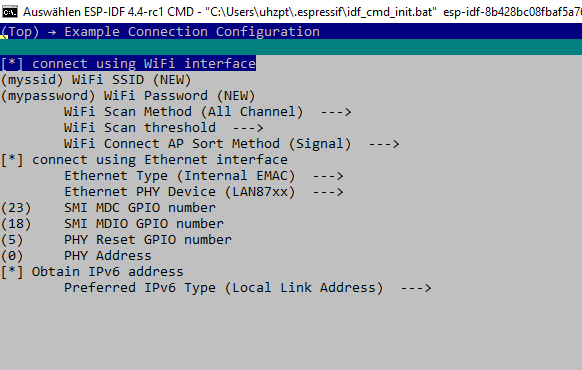 Auswählen ESP-IDF 4.4-rc1 CMD - "C:\Users\uhzpt\.espressif\idf_cmd_init.bat" esp-idf-8b428bc08fbaf5a76
(Top) → Example Connection Configuration
[*] connect using WiFi interface
(myssid) WiFi SSID (NEW)
(mypassword) WiFi Password (NEW)
WiFi Scan Method (All Channel)  --->
WiFi Scan threshold  --->
WiFi Connect AP Sort Method (Signal)  --->
[*] connect using Ethernet interface
Ethernet Type (Internal EMAC)  --->
Ethernet PHY Device (LAN87xx)  --->
(23)    SMI MDC GPIO number
(18)    SMI MDIO GPIO number
(5)     PHY Reset GPIO number
(0)     PHY Address
[*] Obtain IPv6 address
Preferred IPv6 Type (Local Link Address)  --->